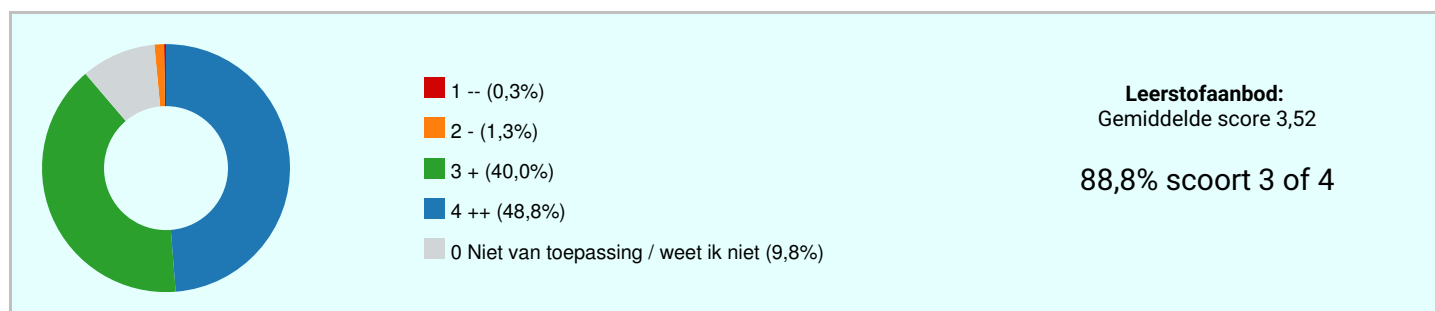 1 -- (0,3%)
2 - (1,3%)
3 + (40,0%)
4 ++ (48,8%)
0 Niet van toepassing / weet ik niet (9,8%)
Leerstofaanbod:
Gemiddelde score 3,52
88,8% scoort 3 of 4